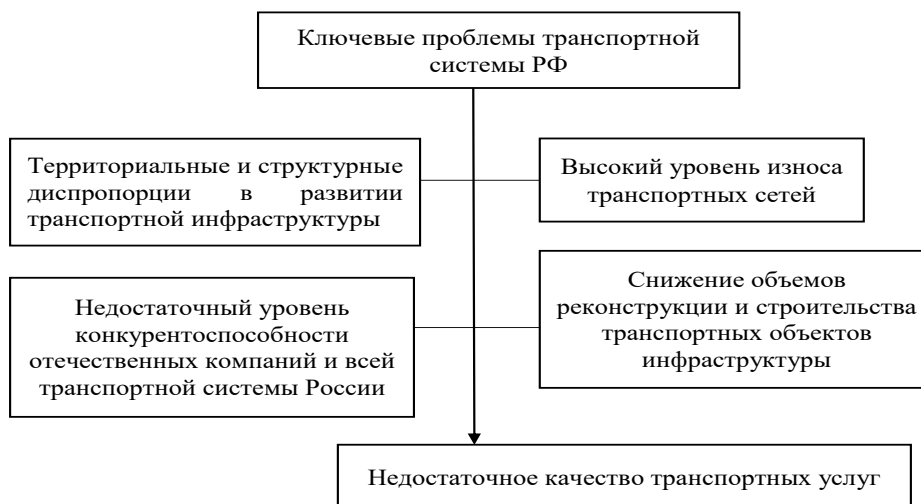 Ключевые проблемы транспортной
системы РФ
Территориальные и структурные
диспропорции в развитии
транспортной инфраструктуры
Высокий уровень износа
транспортных сетей
Недостаточный уровень
конкурентоспособности
отечественных компаний и всей
транспортной системы России
Снижение объемов
реконструкции и строительства
транспортных объектов
инфраструктуры
Недостаточное качество транспортных услуг